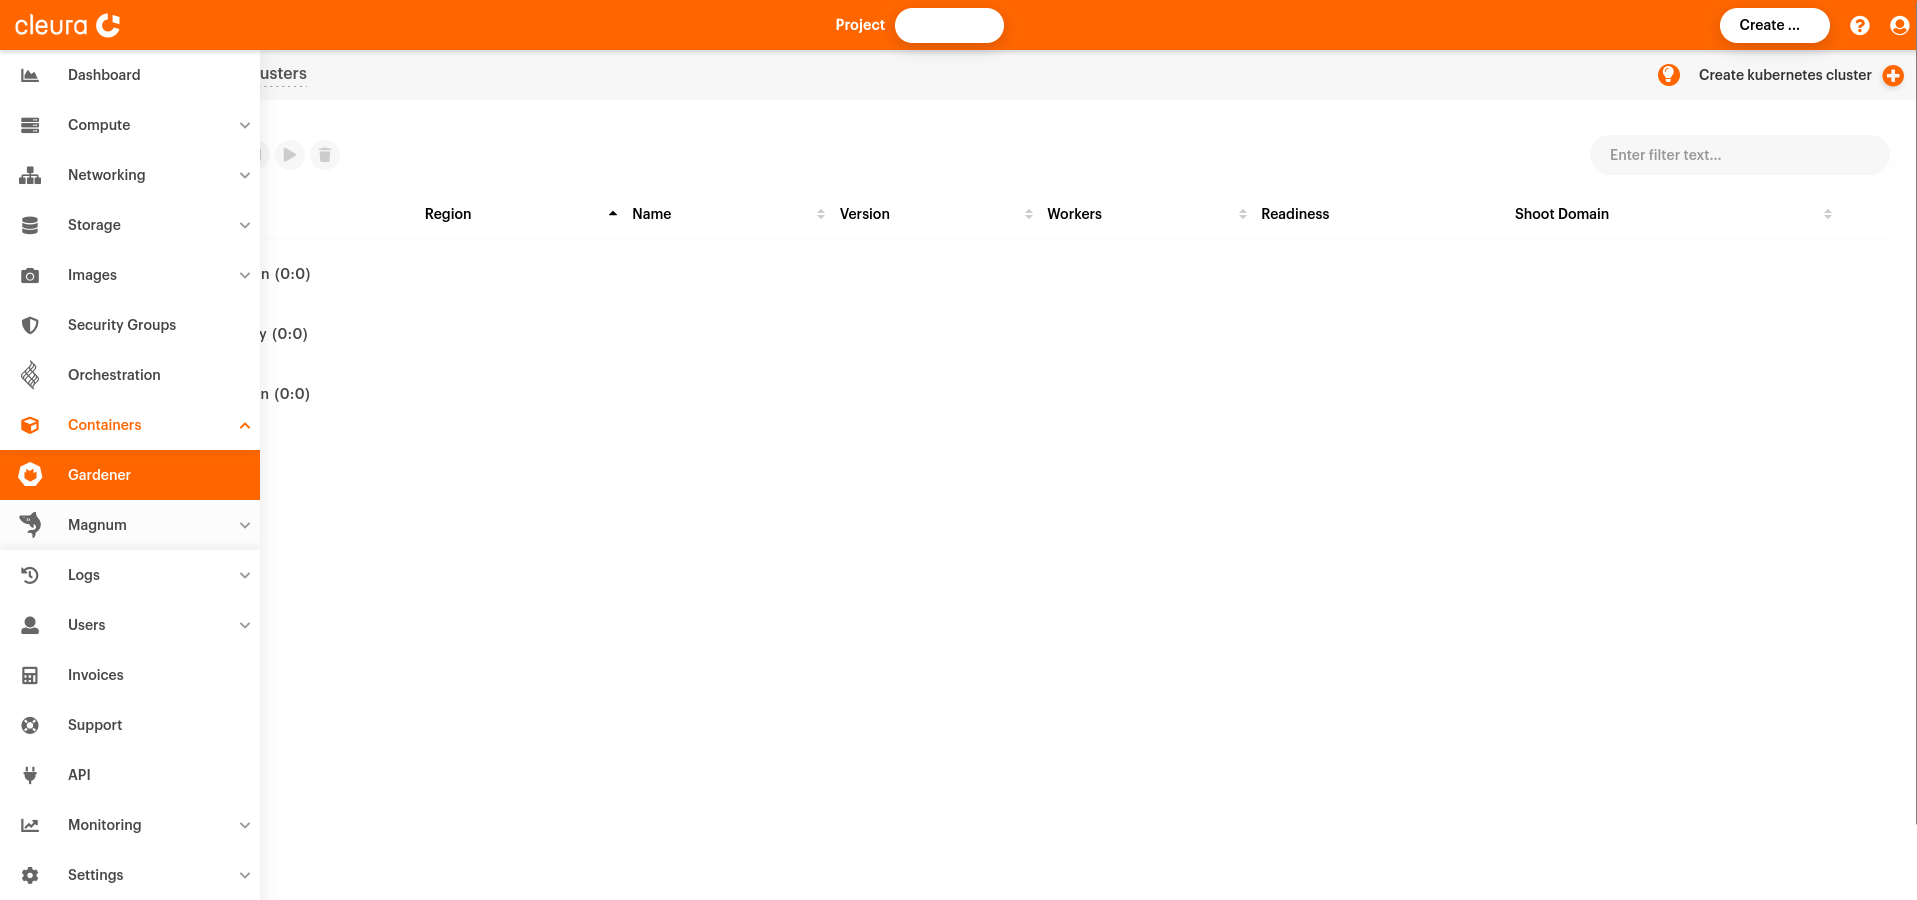 cleura
Project
Create ...
Dashboard
usters
Create kubernetes cluster
Compute
Enter filter text...
Networking
Region Name Version Workers Readiness Shoot Domain
Storage
Images
n (0:0)
Security Groups
y (0:0)
Orchestration
n (0:0)
Containers
Gardener
Magnum
Logs
Users
Invoices
Support
API
Monitoring
Settings